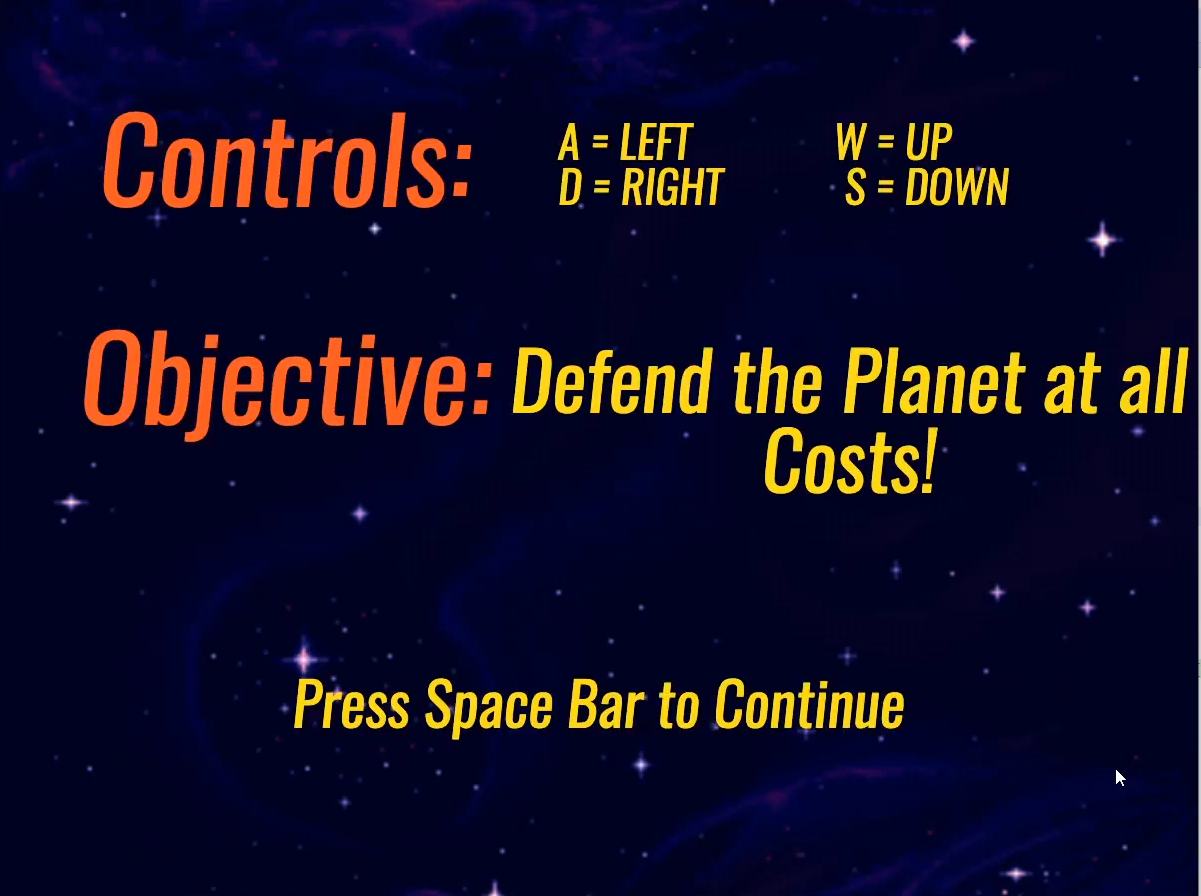 Controls:
A = LEFT W = UP
D = RIGHT S = DOWN
Objective: Defend the Planet at all
Costs!
Press Space Bar to Continue